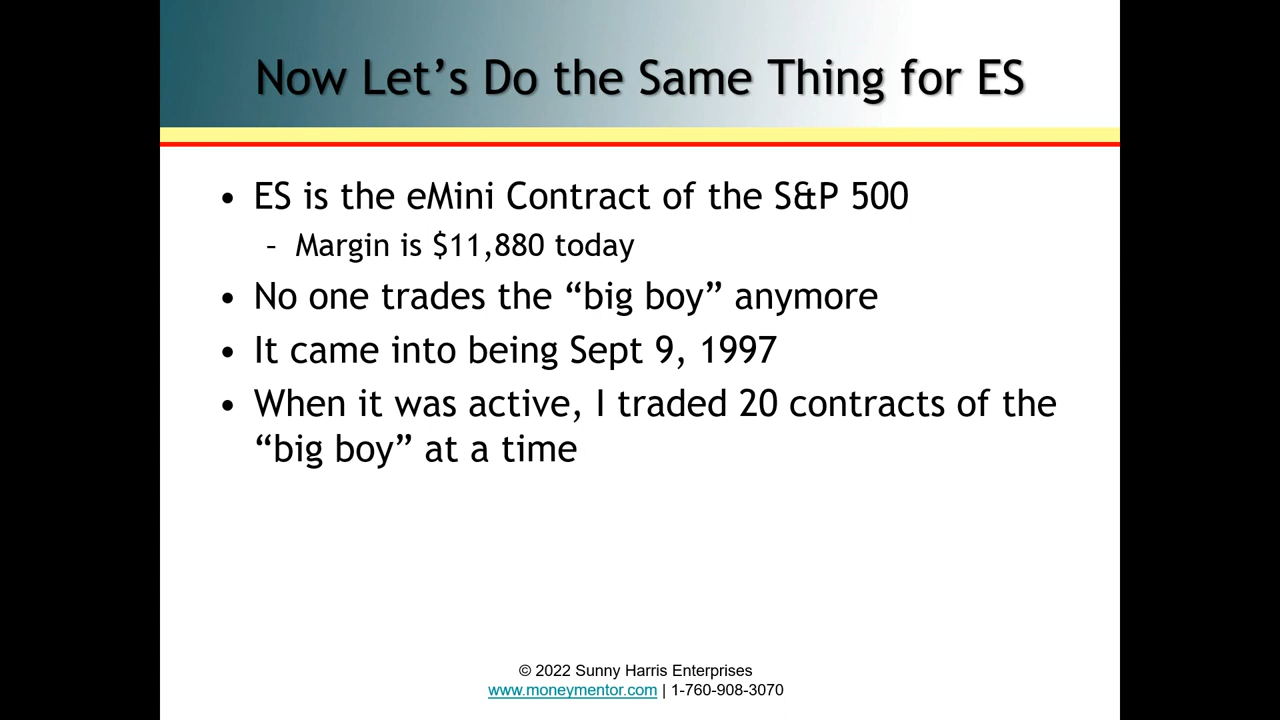 Now Let’s Do the Same Thing for ES
• ES is the eMini Contract of the S&P 500
– Margin is $11,880 today
• No one trades the “big boy” anymore
• It came into being Sept 9, 1997
• When it was active, I traded 20 contracts of the
“big boy” at a time
© 2022 Sunny Harris Enterprises
www.moneymentor.com | 1-760-908-3070